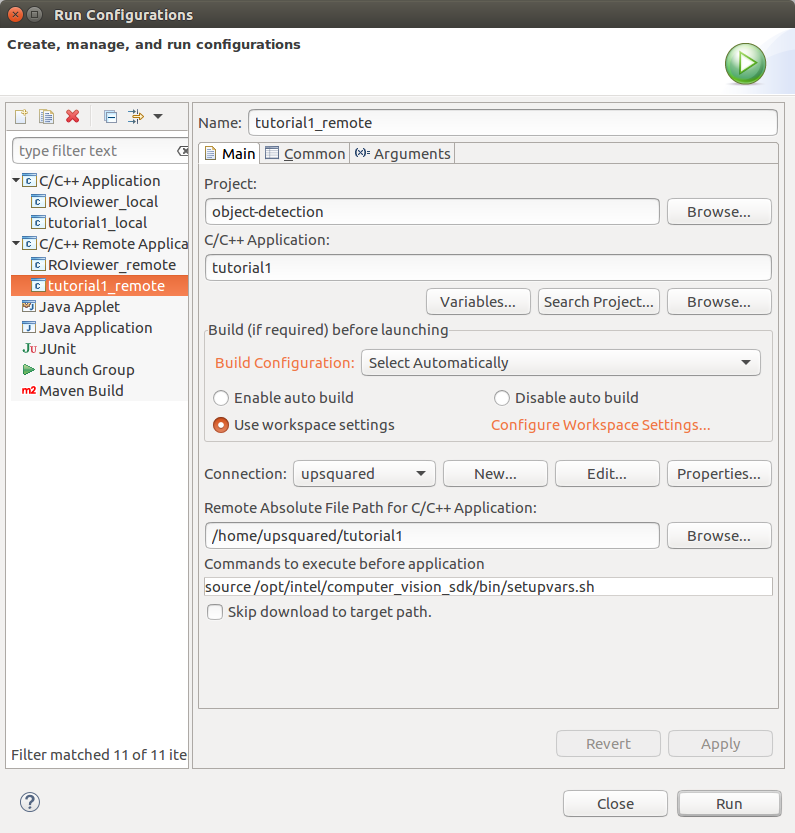 Run Configurations
Create, manage, and run configurations
type filter text
C/C++ Application
ROIviewer_local
tutorial1_local
C/C++ Remote Applica
ROIviewer_remote
tutorial1_remote
Java Applet
Java Application
JUnit
Launch Group
m2 Maven Build
Filter matched 11 of 11 ite
Name: tutorial1_remote
Main Common (x)= Arguments
Project:
object-detection Browse...
C/C++ Application:
tutorial1
Variables... Search Project... Browse...
Build (if required) before launching
Build Configuration: Select Automatically
Enable auto build Disable auto build
Use workspace settings Configure Workspace Settings...
Connection: upsquared New... Edit... Properties...
Remote Absolute File Path for C/C++ Application:
/home/upsquared/tutorial1 Browse...
Commands to execute before application
source /opt/intel/computer_vision_sdk/bin/setupvars.sh
Skip download to target path.
Revert Apply
? Close Run